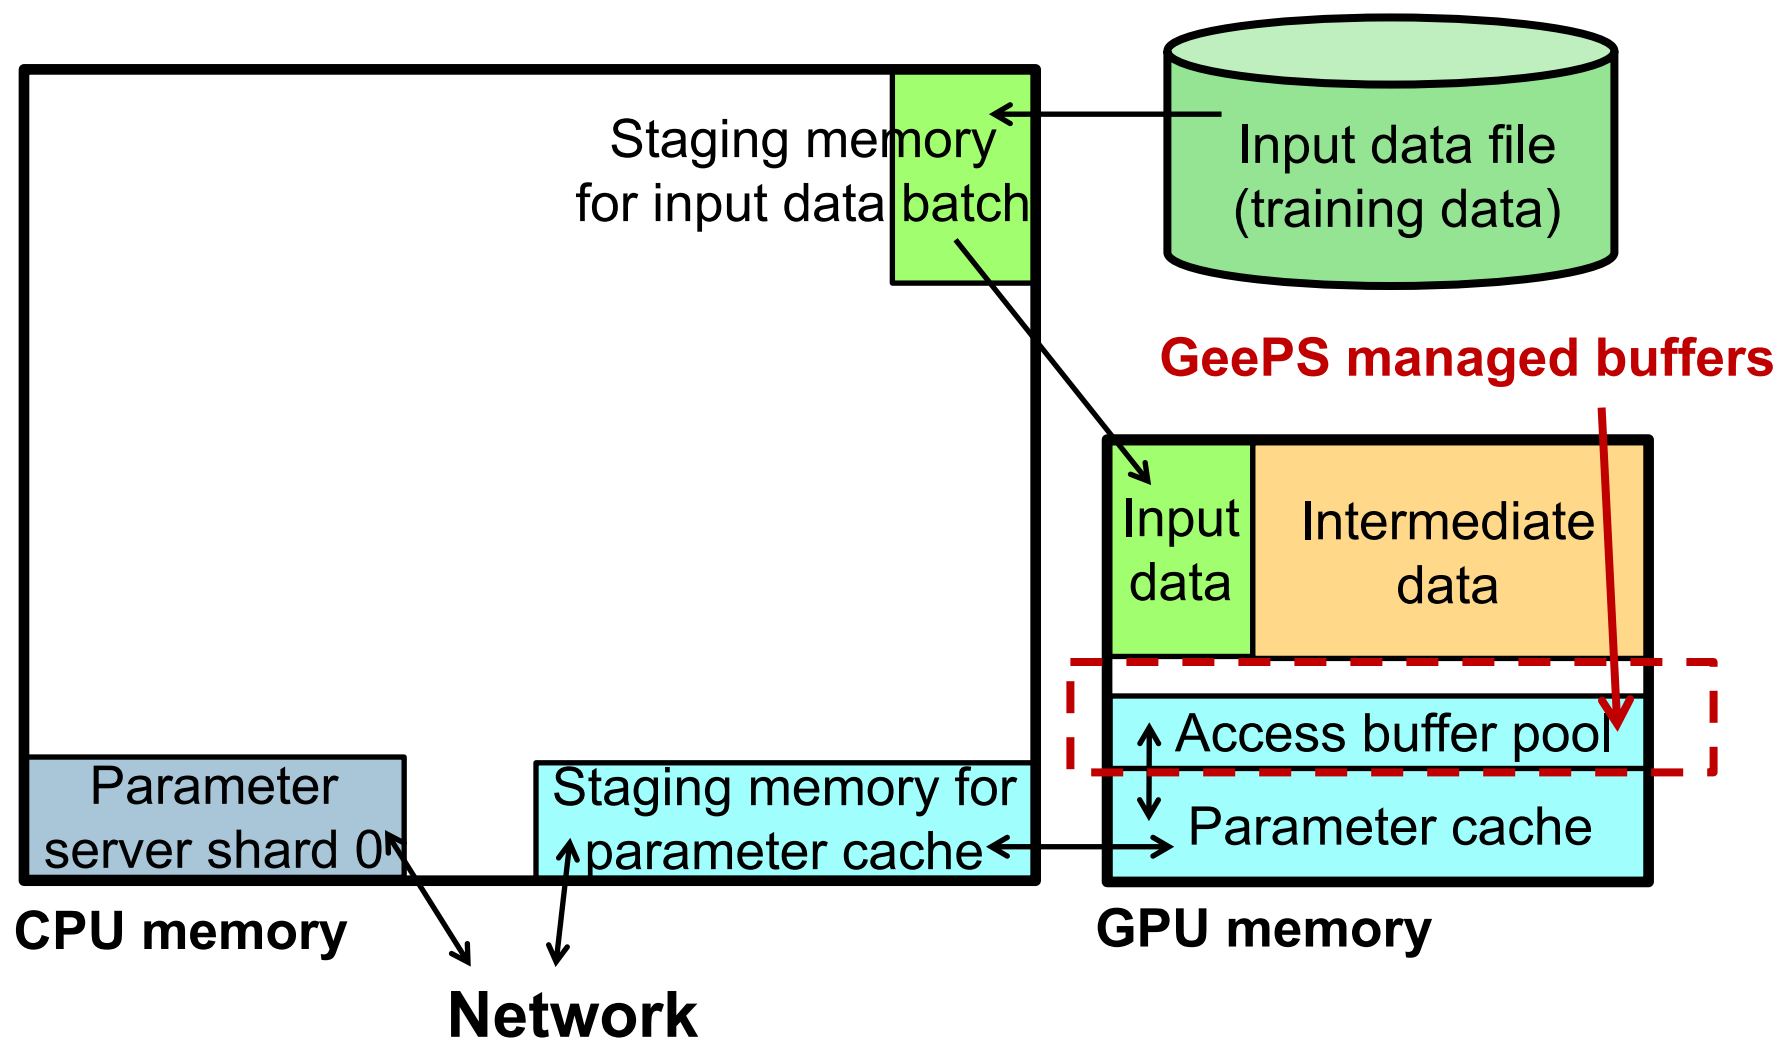 Staging memory
for input data batch
Input data file
(training data)
GeePS managed buffers
Input
data
Intermediate
data
Access buffer pool
Parameter cache
Parameter
server shard 0
Staging memory for
parameter cache
CPU memory
GPU memory
Network